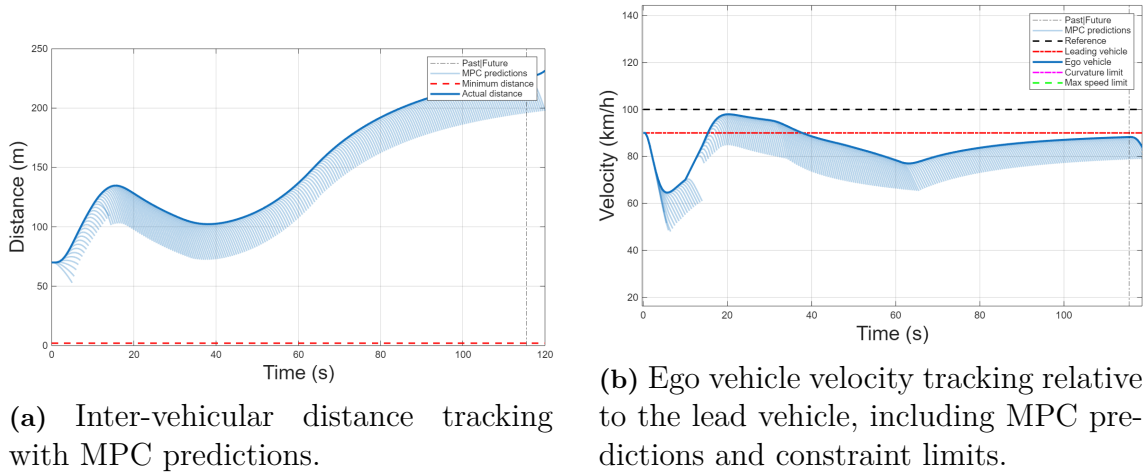 250
200
150
100
50
0
Distance (m)
0 20 40 60 80 100 120
Time (s)
Past|Future
MPC predictions
Minimum distance
Actual distance
(a) Inter-vehicular distance tracking
with MPC predictions.
140
120
100
80
60
40
20
Velocity (km/h)
0 20 40 60 80 100
Time (s)
Past|Future
MPC predictions
Reference
Leading vehicle
Ego vehicle
Curvature limit
Max speed limit
(b) Ego vehicle velocity tracking relative
to the lead vehicle, including MPC pre-
dictions and constraint limits.